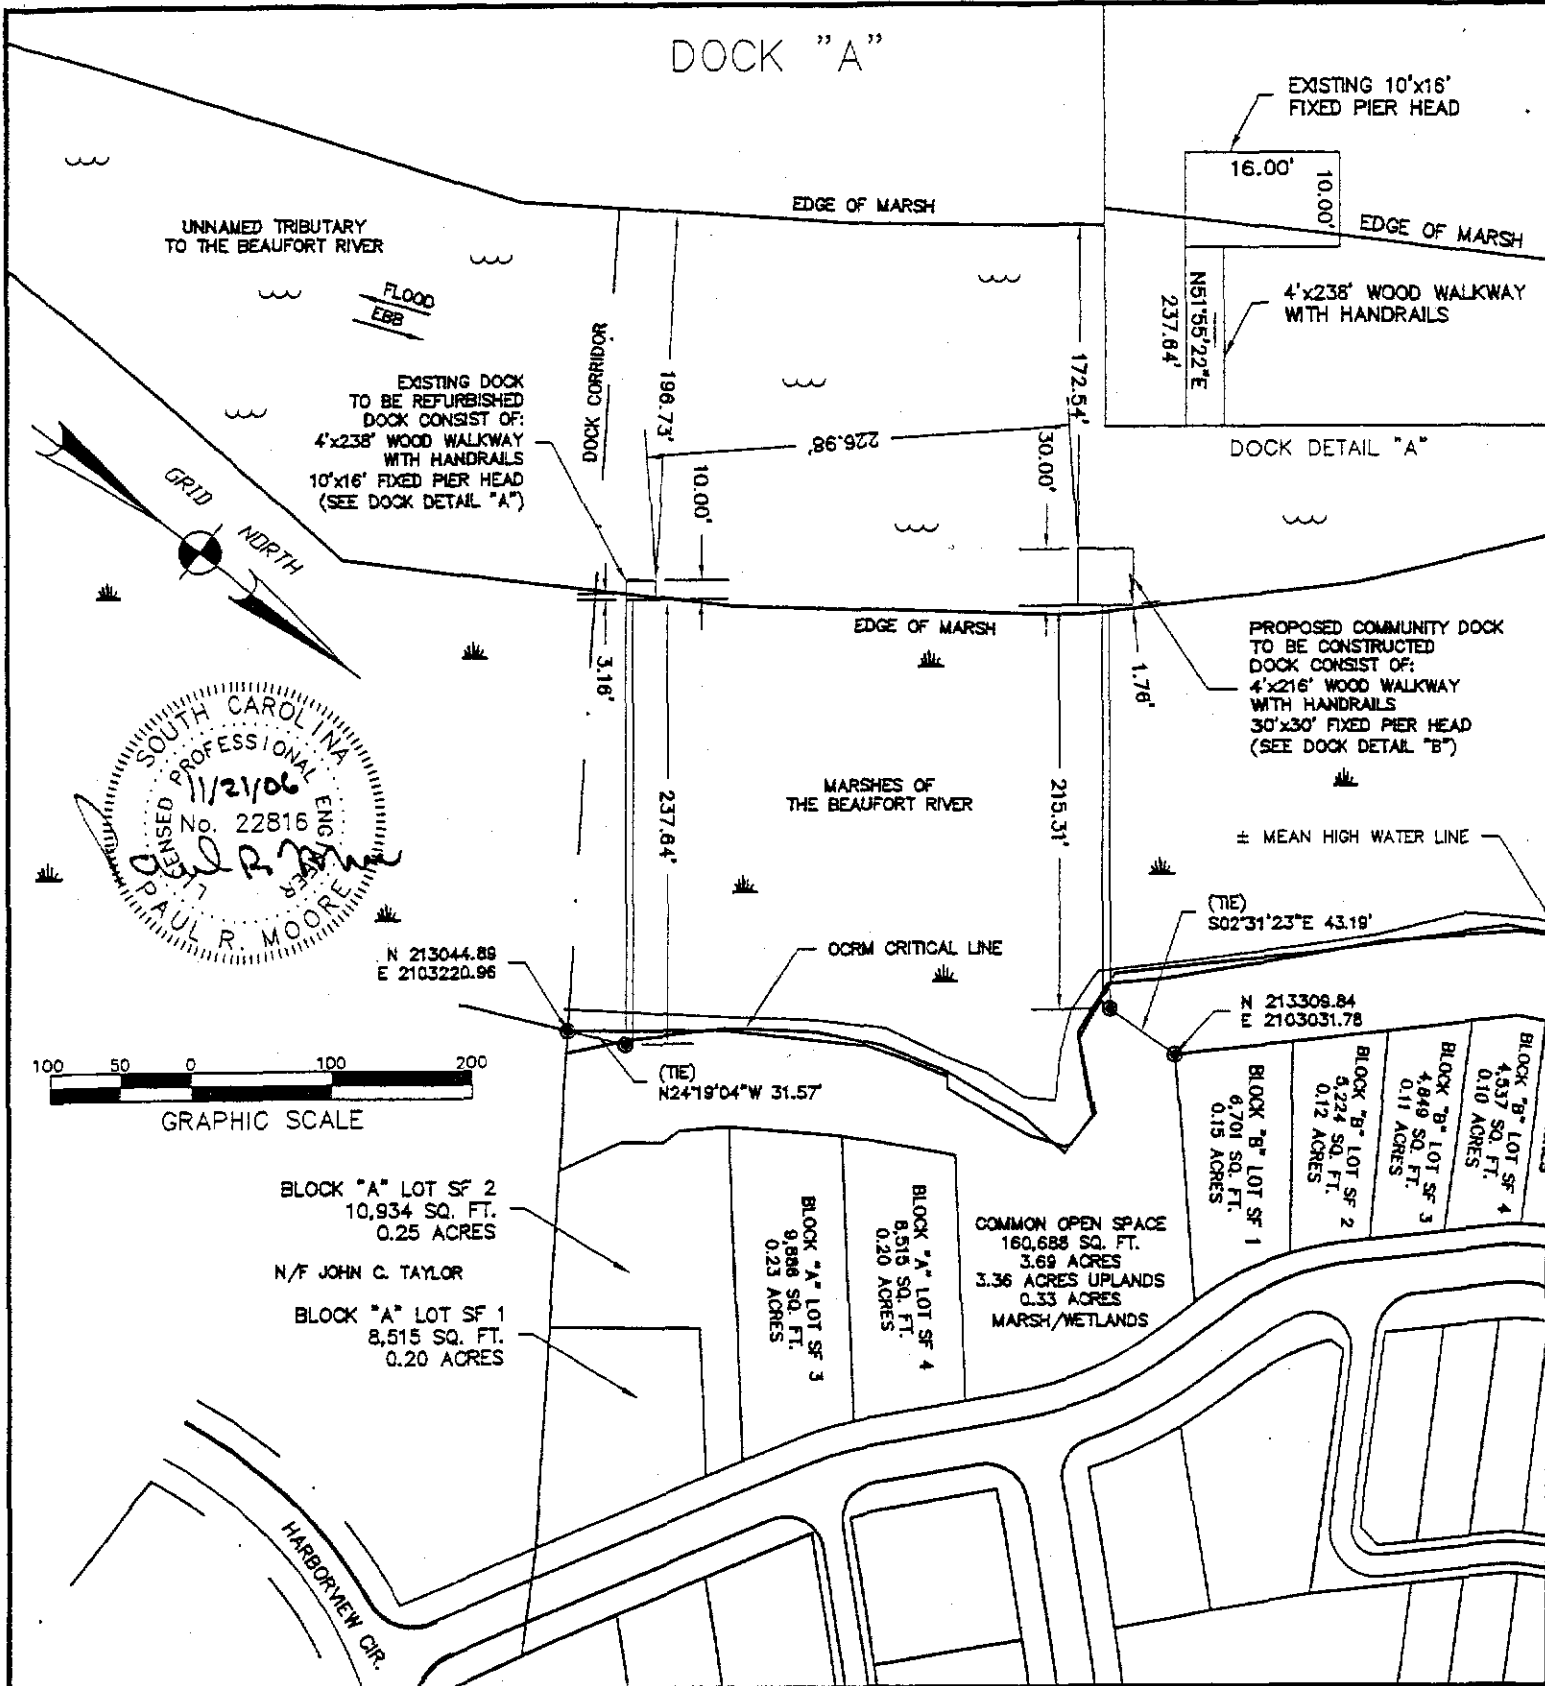 DOCK "A"
EXISTING 10'x16'
FIXED PIER HEAD
16.00'
10.00'
EDGE OF MARSH
4'x238' WOOD WALKWAY
WITH HANDRAILS
N51°55'22"E
237.64'
DOCK DETAIL "A"
EDGE OF MARSH
UNNAMED TRIBUTARY
TO THE BEAUFORT RIVER
FLOOD
EBB
DOCK CORRIDOR
EXISTING DOCK
TO BE REFURBISHED
DOCK CONSIST OF:
4'x238' WOOD WALKWAY
WITH HANDRAILS
10'x16' FIXED PIER HEAD
(SEE DOCK DETAIL "A")
196.73'
226.98'
172.54'
10.00'
30.00'
GRID
NORTH
EDGE OF MARSH
3.16'
1.76'
PROPOSED COMMUNITY DOCK
TO BE CONSTRUCTED
DOCK CONSIST OF:
4'x216' WOOD WALKWAY
WITH HANDRAILS
30'x30' FIXED PIER HEAD
(SEE DOCK DETAIL "B")
SOUTH CAROLINA
LICENSED PROFESSIONAL ENGINEER
11/21/06
No. 22816
Paul R. Moore
PAUL R. MOORE
237.64'
MARSHES OF
THE BEAUFORT RIVER
215.31'
± MEAN HIGH WATER LINE
(TIE)
S02°31'23"E 43.19'
N 213044.89
E 2103220.96
OCRM CRITICAL LINE
N 213309.84
E 2103031.78
100 50 0 100 200
GRAPHIC SCALE
(TIE)
N24°19'04"W 31.57'
BLOCK "B" LOT SF 1
6,701 SQ. FT.
0.15 ACRES
BLOCK "B" LOT SF 2
5,224 SQ. FT.
0.12 ACRES
BLOCK "B" LOT SF 3
4,849 SQ. FT.
0.11 ACRES
BLOCK "B" LOT SF 4
4,537 SQ. FT.
0.10 ACRES
BLOCK "A" LOT SF 2
10,934 SQ. FT.
0.25 ACRES
N/F JOHN C. TAYLOR
BLOCK "A" LOT SF 1
8,515 SQ. FT.
0.20 ACRES
BLOCK "A" LOT SF 3
9,886 SQ. FT.
0.23 ACRES
BLOCK "A" LOT SF 4
8,515 SQ. FT.
0.20 ACRES
COMMON OPEN SPACE
160,688 SQ. FT.
3.69 ACRES
3.36 ACRES UPLANDS
0.33 ACRES
MARSH/WETLANDS
HARBORVIEW CIR.